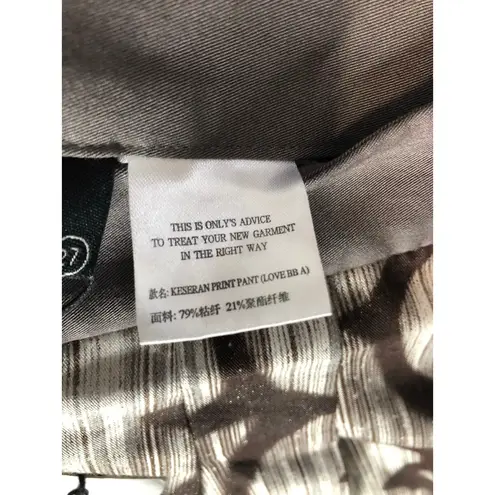 THIS IS ONLY'S ADVICE
TO TREAT YOUR NEW GARMENT
IN THE RIGHT WAY
款名: KESERAN PRINT PANT (LOVE BB A)
面料: 79%粘纤 21%聚酯纤维
27